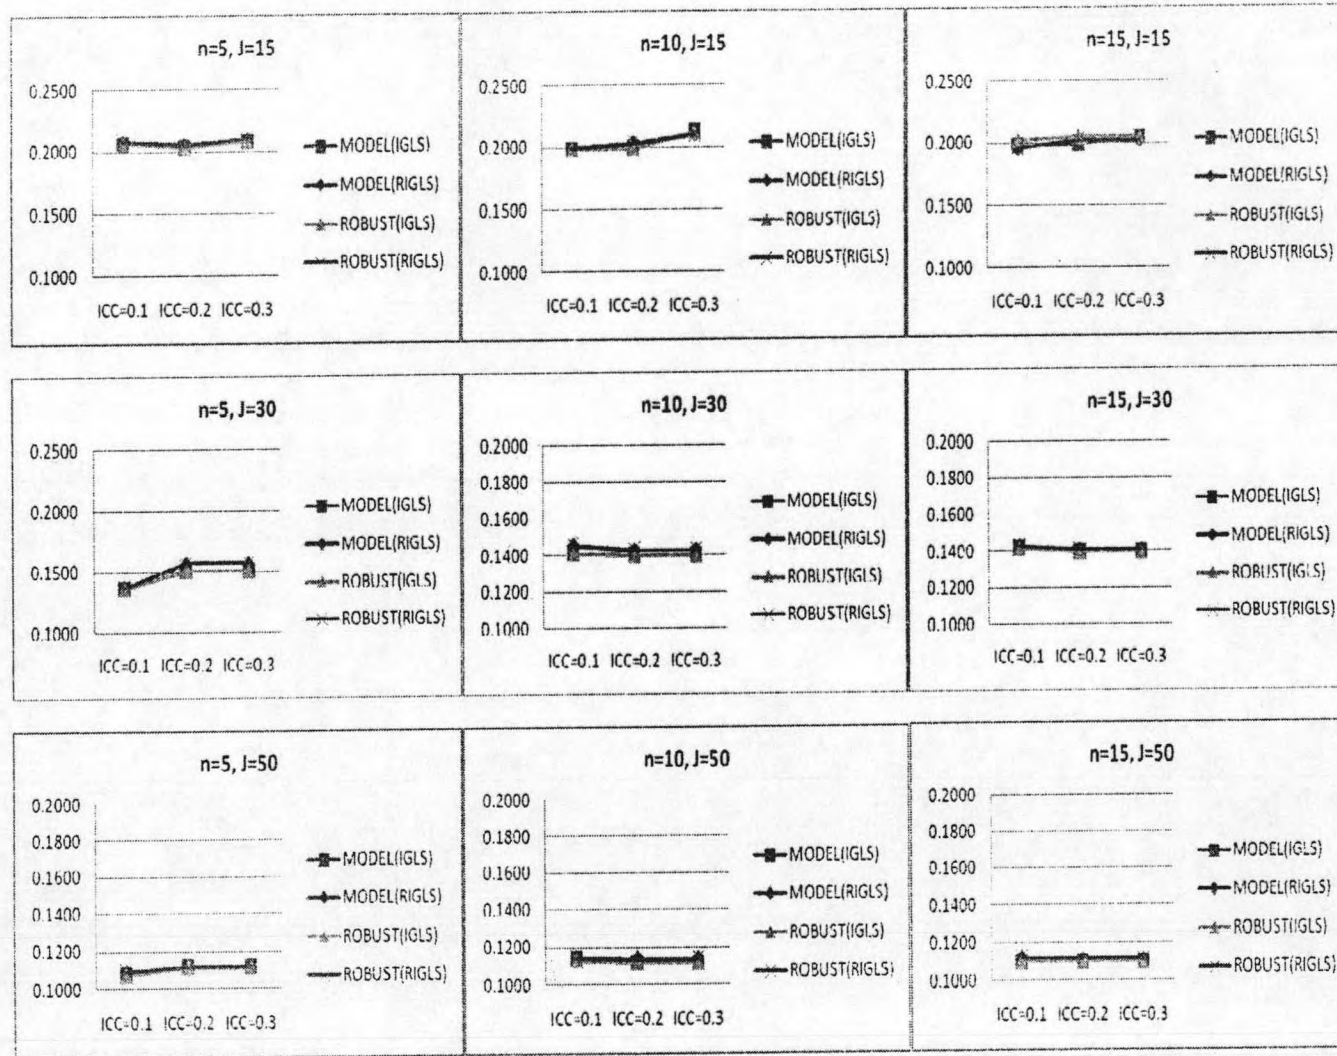 n=5, J=15
0.2500
0.2000
0.1500
0.1000
ICC=0.1 ICC=0.2 ICC=0.3
MODEL(IGLS)
MODEL(RIGLS)
ROBUST(IGLS)
ROBUST(RIGLS)
n=10, J=15
0.2500
0.2000
0.1500
0.1000
ICC=0.1 ICC=0.2 ICC=0.3
MODEL(IGLS)
MODEL(RIGLS)
ROBUST(IGLS)
ROBUST(RIGLS)
n=15, J=15
0.2500
0.2000
0.1500
0.1000
ICC=0.1 ICC=0.2 ICC=0.3
MODEL(IGLS)
MODEL(RIGLS)
ROBUST(IGLS)
ROBUST(RIGLS)
n=5, J=30
0.2500
0.2000
0.1500
0.1000
ICC=0.1 ICC=0.2 ICC=0.3
MODEL(IGLS)
MODEL(RIGLS)
ROBUST(IGLS)
ROBUST(RIGLS)
n=10, J=30
0.2000
0.1800
0.1600
0.1400
0.1200
0.1000
ICC=0.1 ICC=0.2 ICC=0.3
MODEL(IGLS)
MODEL(RIGLS)
ROBUST(IGLS)
ROBUST(RIGLS)
n=15, J=30
0.2000
0.1800
0.1600
0.1400
0.1200
0.1000
ICC=0.1 ICC=0.2 ICC=0.3
MODEL(IGLS)
MODEL(RIGLS)
ROBUST(IGLS)
ROBUST(RIGLS)
n=5, J=50
0.2000
0.1800
0.1600
0.1400
0.1200
0.1000
ICC=0.1 ICC=0.2 ICC=0.3
MODEL(IGLS)
MODEL(RIGLS)
ROBUST(IGLS)
ROBUST(RIGLS)
n=10, J=50
0.2000
0.1800
0.1600
0.1400
0.1200
0.1000
ICC=0.1 ICC=0.2 ICC=0.3
MODEL(IGLS)
MODEL(RIGLS)
ROBUST(IGLS)
ROBUST(RIGLS)
n=15, J=50
0.2000
0.1800
0.1600
0.1400
0.1200
0.1000
ICC=0.1 ICC=0.2 ICC=0.3
MODEL(IGLS)
MODEL(RIGLS)
ROBUST(IGLS)
ROBUST(RIGLS)